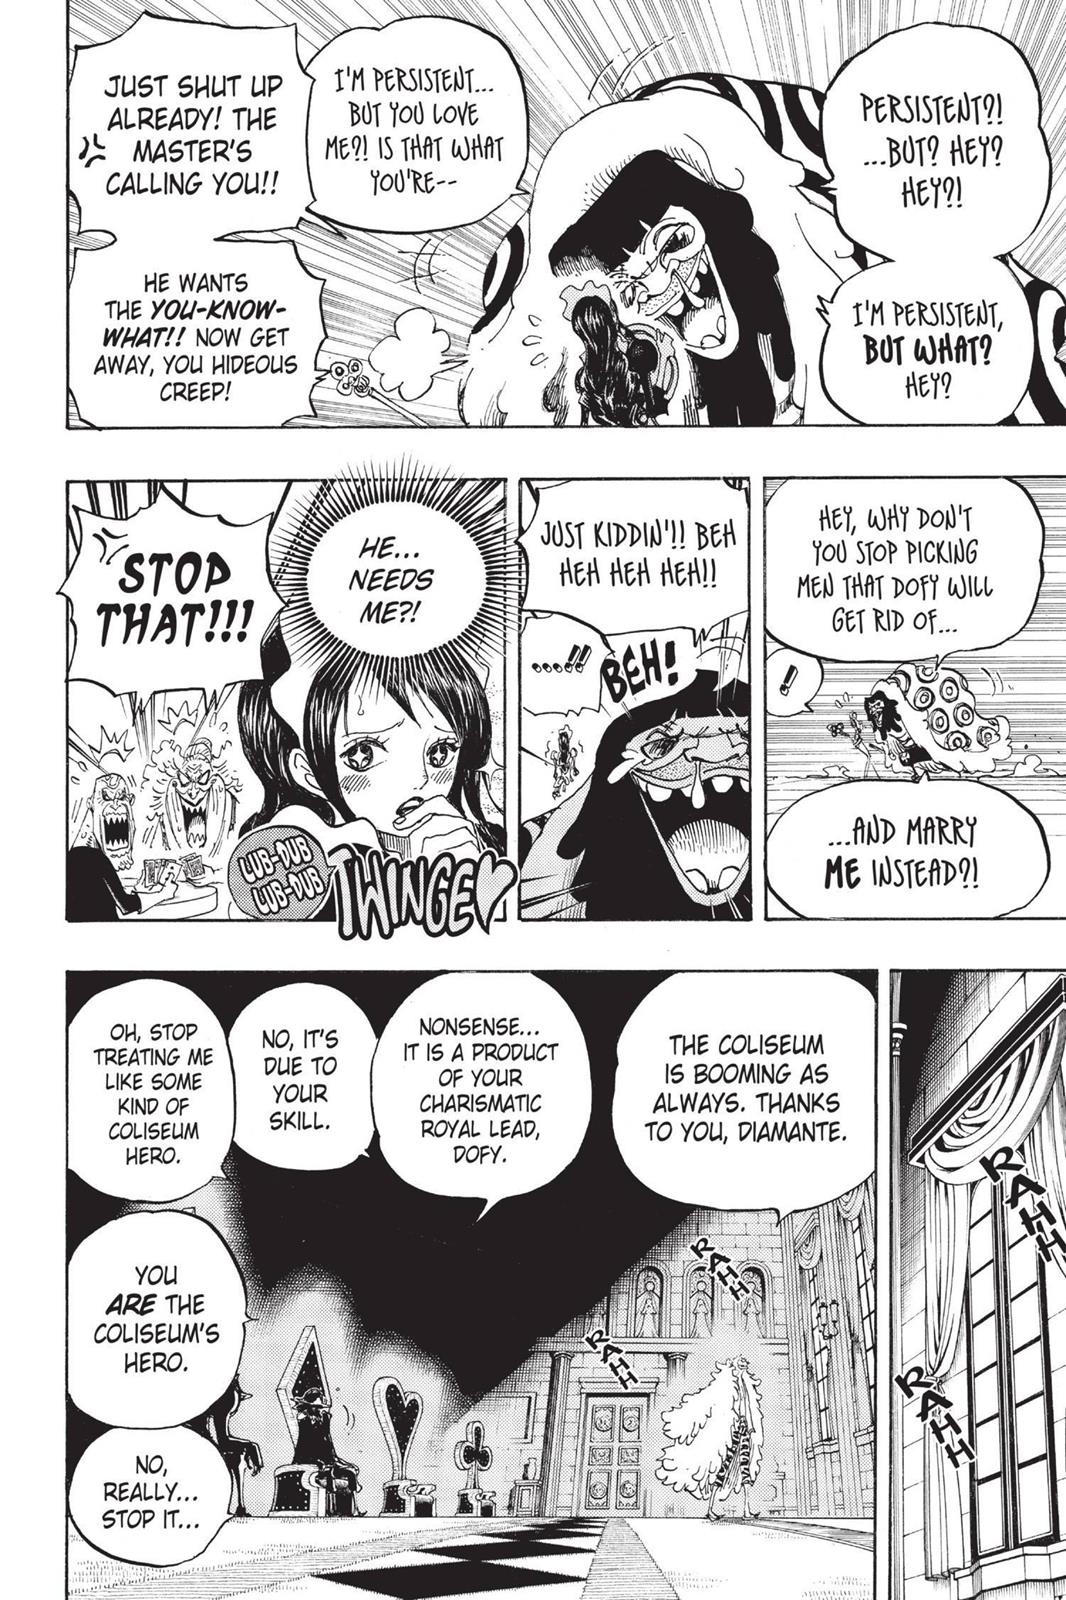 PERSISTENT?!
...BUT? HEY?
HEY?!
I'M PERSISTENT,
BUT WHAT?
HEY?
I'M PERSISTENT...
BUT YOU LOVE
ME?! IS THAT WHAT
YOU'RE--
JUST SHUT UP
ALREADY! THE
MASTER'S
CALLING YOU!!
HE WANTS
THE YOU-KNOW-
WHAT!! NOW GET
AWAY, YOU HIDEOUS
CREEP!
HEY, WHY DON'T
YOU STOP PICKING
MEN THAT DOFY WILL
GET RID OF...
!!
...AND MARRY
ME INSTEAD?!
JUST KIDDIN'!! BEH
HEH HEH HEH!!
BEH!
...!!
HE...
NEEDS
ME?!
LUB-DUB
LUB-DUB
TWINGE
STOP
THAT!!!
RAHH
RAHH
THE COLISEUM
IS BOOMING AS
ALWAYS. THANKS
TO YOU, DIAMANTE.
NONSENSE...
IT IS A PRODUCT
OF YOUR
CHARISMATIC
ROYAL LEAD,
DOFY.
NO, IT'S
DUE TO
YOUR
SKILL.
OH, STOP
TREATING ME
LIKE SOME
KIND OF
COLISEUM
HERO.
YOU
ARE THE
COLISEUM'S
HERO.
NO,
REALLY...
STOP IT...
RAHH
RAHH